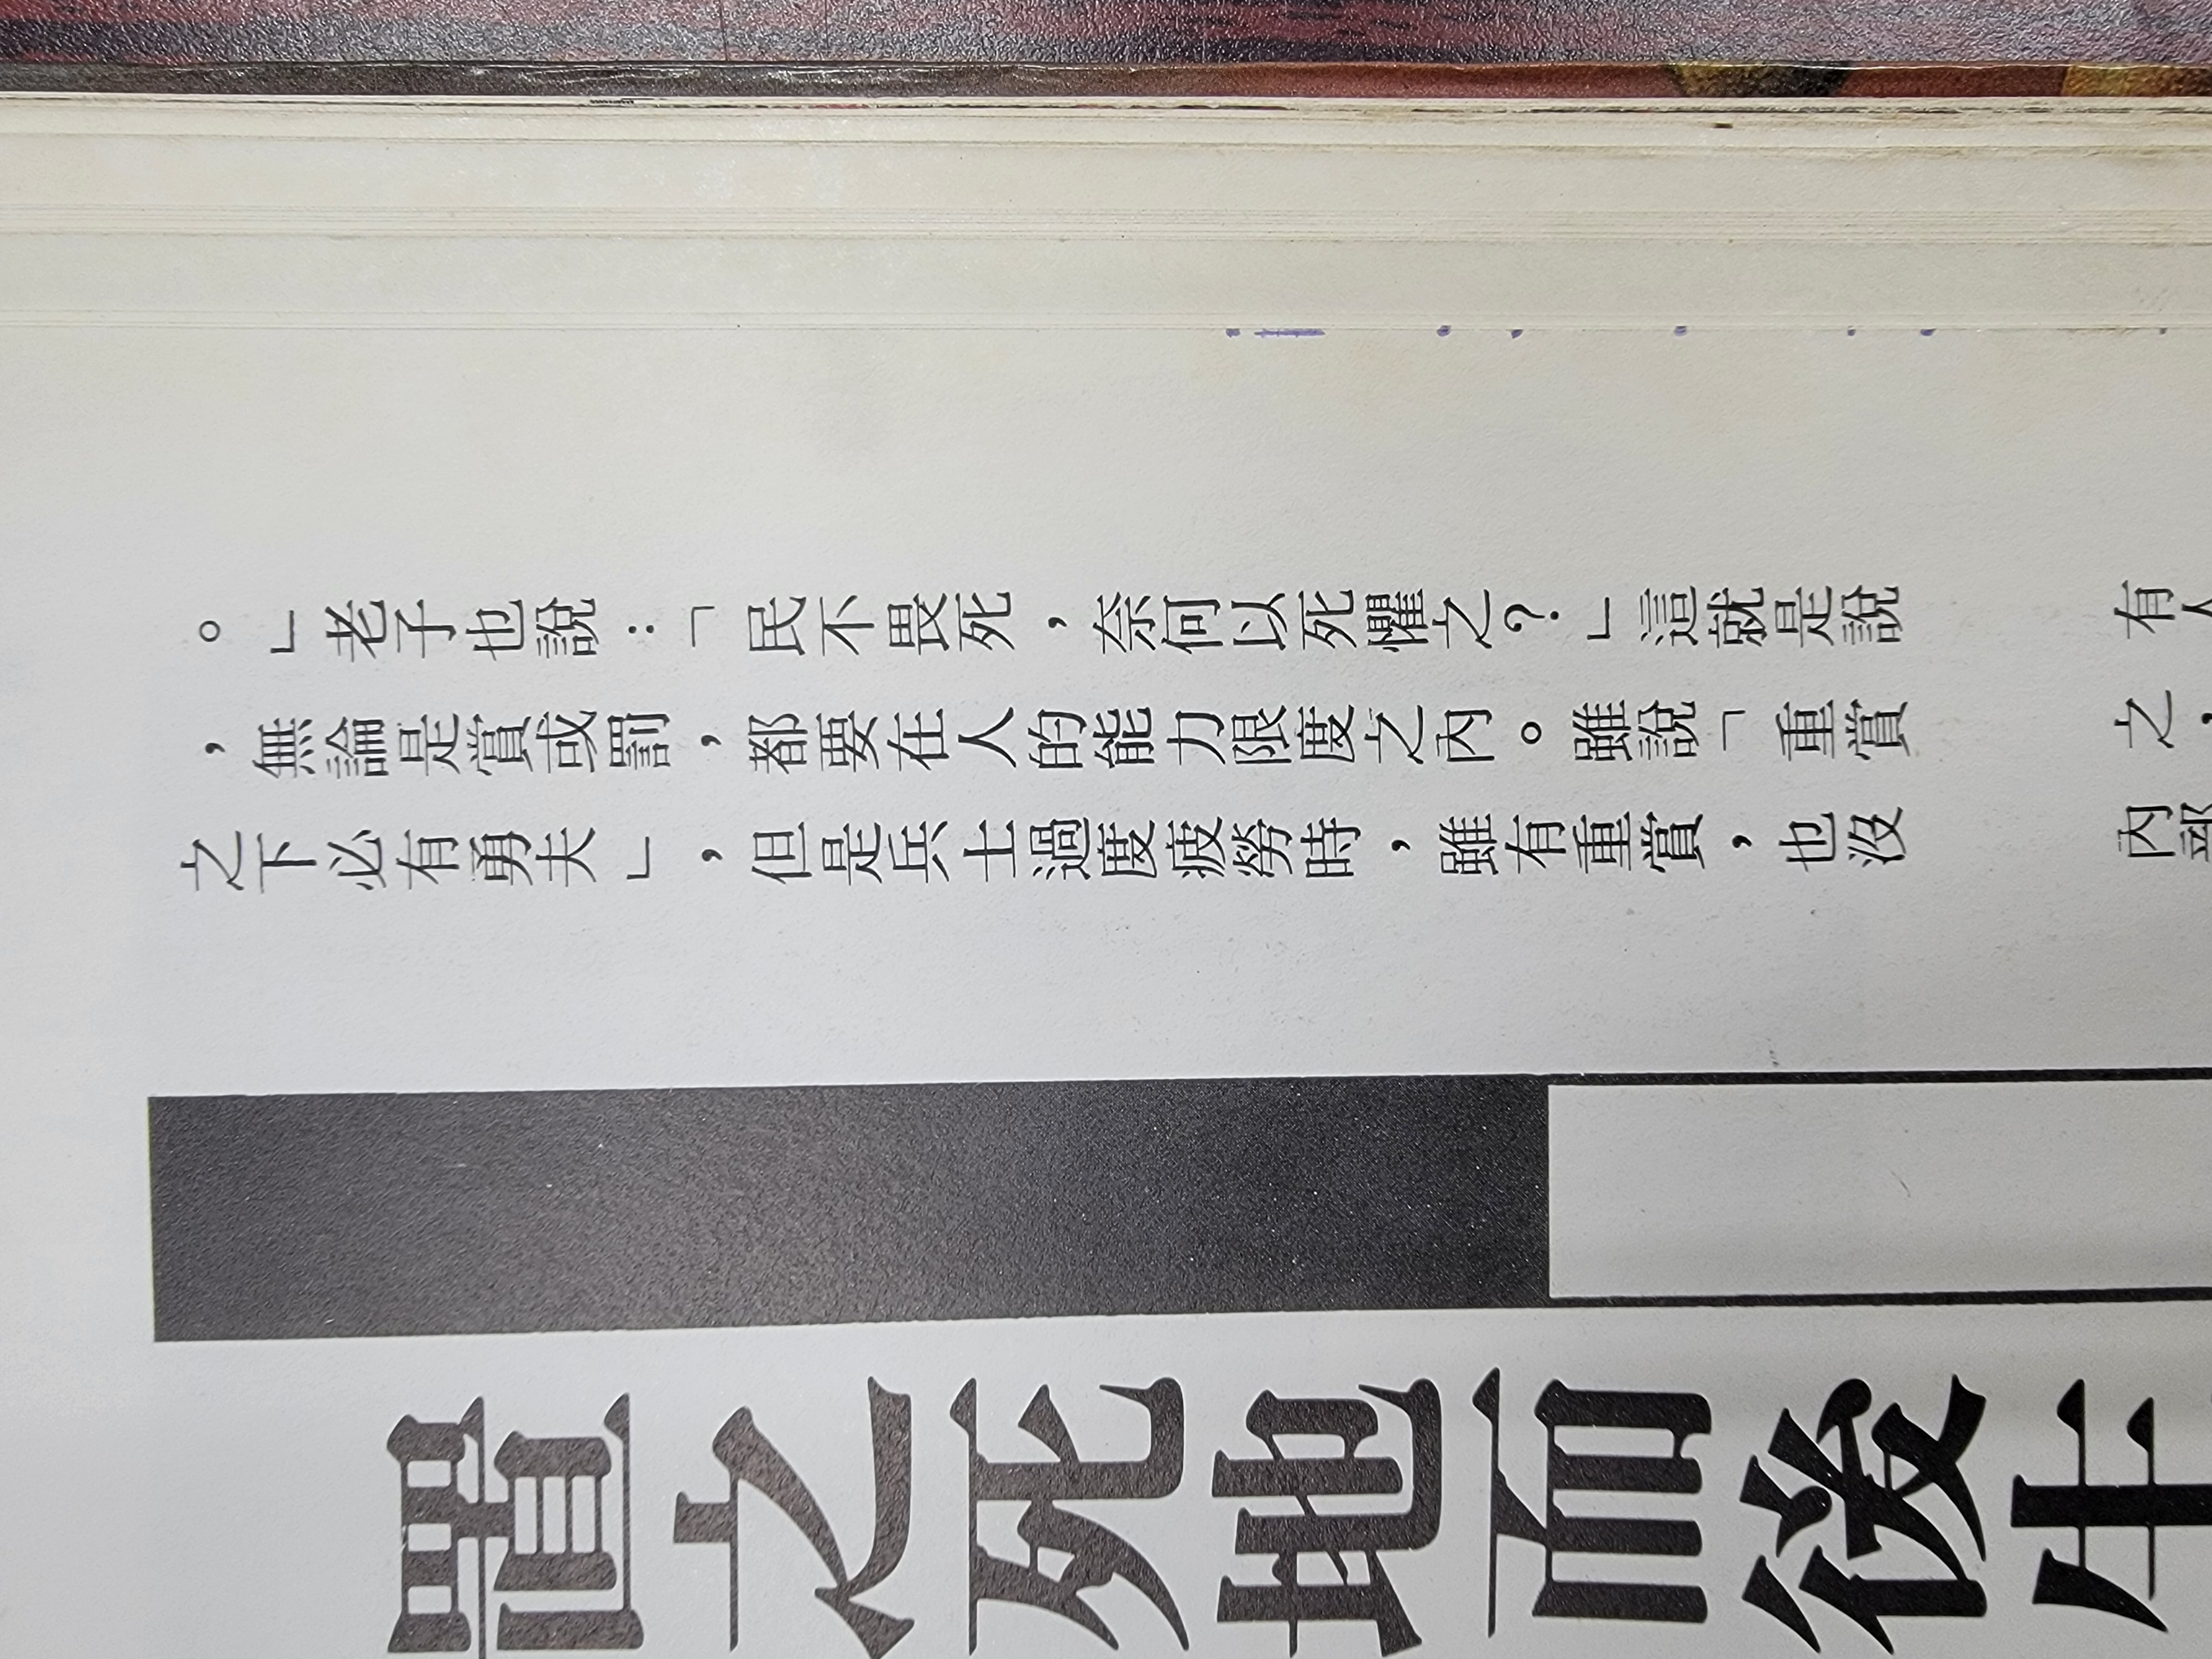 。」老子也說：「民不畏死，奈何以死懼之？」這就是說
，無論是賞或罰，都要在人的能力限度之內。雖說「重賞
之下必有勇夫」，但是兵士過度疲勞時，雖有重賞，也沒
有人
之，
內部
置之死地而後生